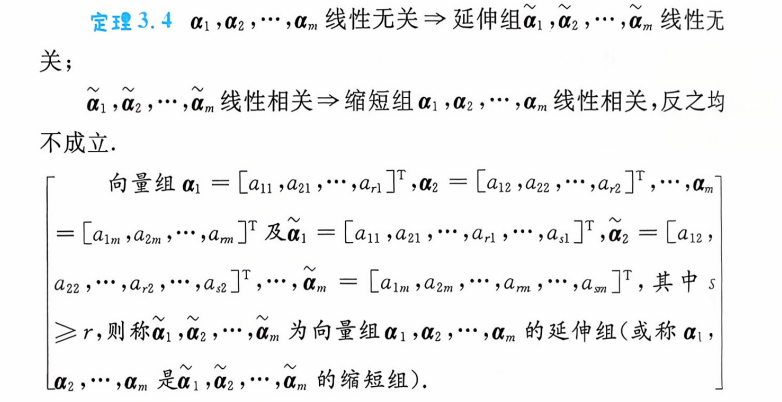 定理3.4 α₁,α₂,⋯,αₘ 线性无关⇒延伸组α̃₁,α̃₂,⋯,α̃ₘ 线性无
关;
α̃₁,α̃₂,⋯,α̃ₘ 线性相关⇒缩短组 α₁,α₂,⋯,αₘ 线性相关,反之均
不成立.
向量组 α₁ = [a₁₁,a₂₁,⋯,aᵣ₁]ᵀ,α₂ = [a₁₂,a₂₂,⋯,aᵣ₂]ᵀ,⋯,αₘ
= [a₁ₘ,a₂ₘ,⋯,aᵣₘ]ᵀ 及α̃₁ = [a₁₁,a₂₁,⋯,aᵣ₁,⋯,aₛ₁]ᵀ,α̃₂ = [a₁₂,
a₂₂,⋯,aᵣ₂,⋯,aₛ₂]ᵀ,⋯,α̃ₘ = [a₁ₘ,a₂ₘ,⋯,aᵣₘ,⋯,aₛₘ]ᵀ,其中 s
⩾ r,则称α̃₁,α̃₂,⋯,α̃ₘ 为向量组 α₁,α₂,⋯,αₘ 的延伸组(或称 α₁,
α₂,⋯,αₘ 是α̃₁,α̃₂,⋯,α̃ₘ 的缩短组).